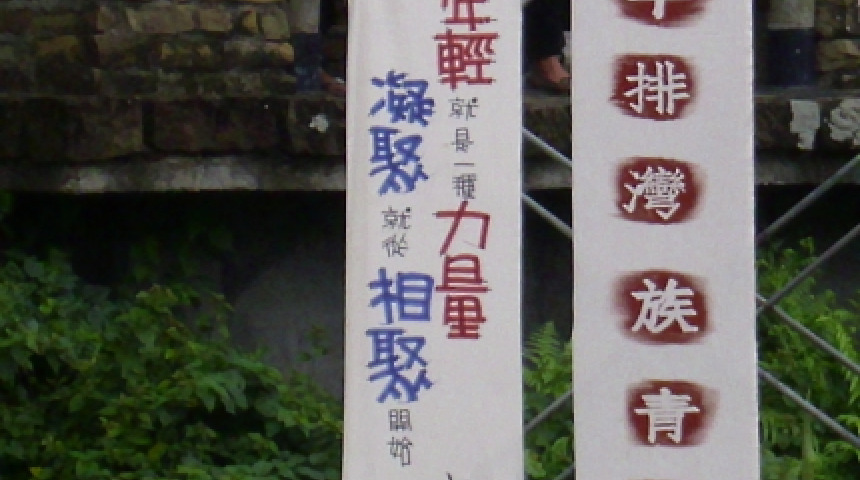 排灣族青
年輕就是一種力量
凝聚就從相聚開始